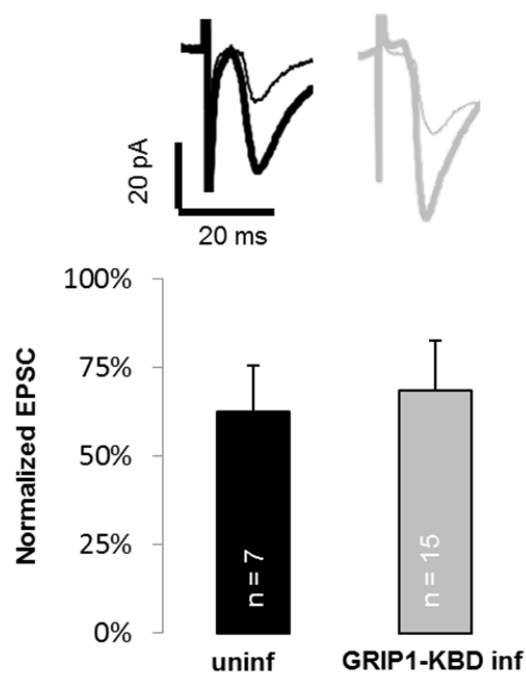 20 pA
20 ms
Normalized EPSC
100%
75%
50%
25%
0%
n = 7
n = 15
uninf
GRIP1-KBD inf